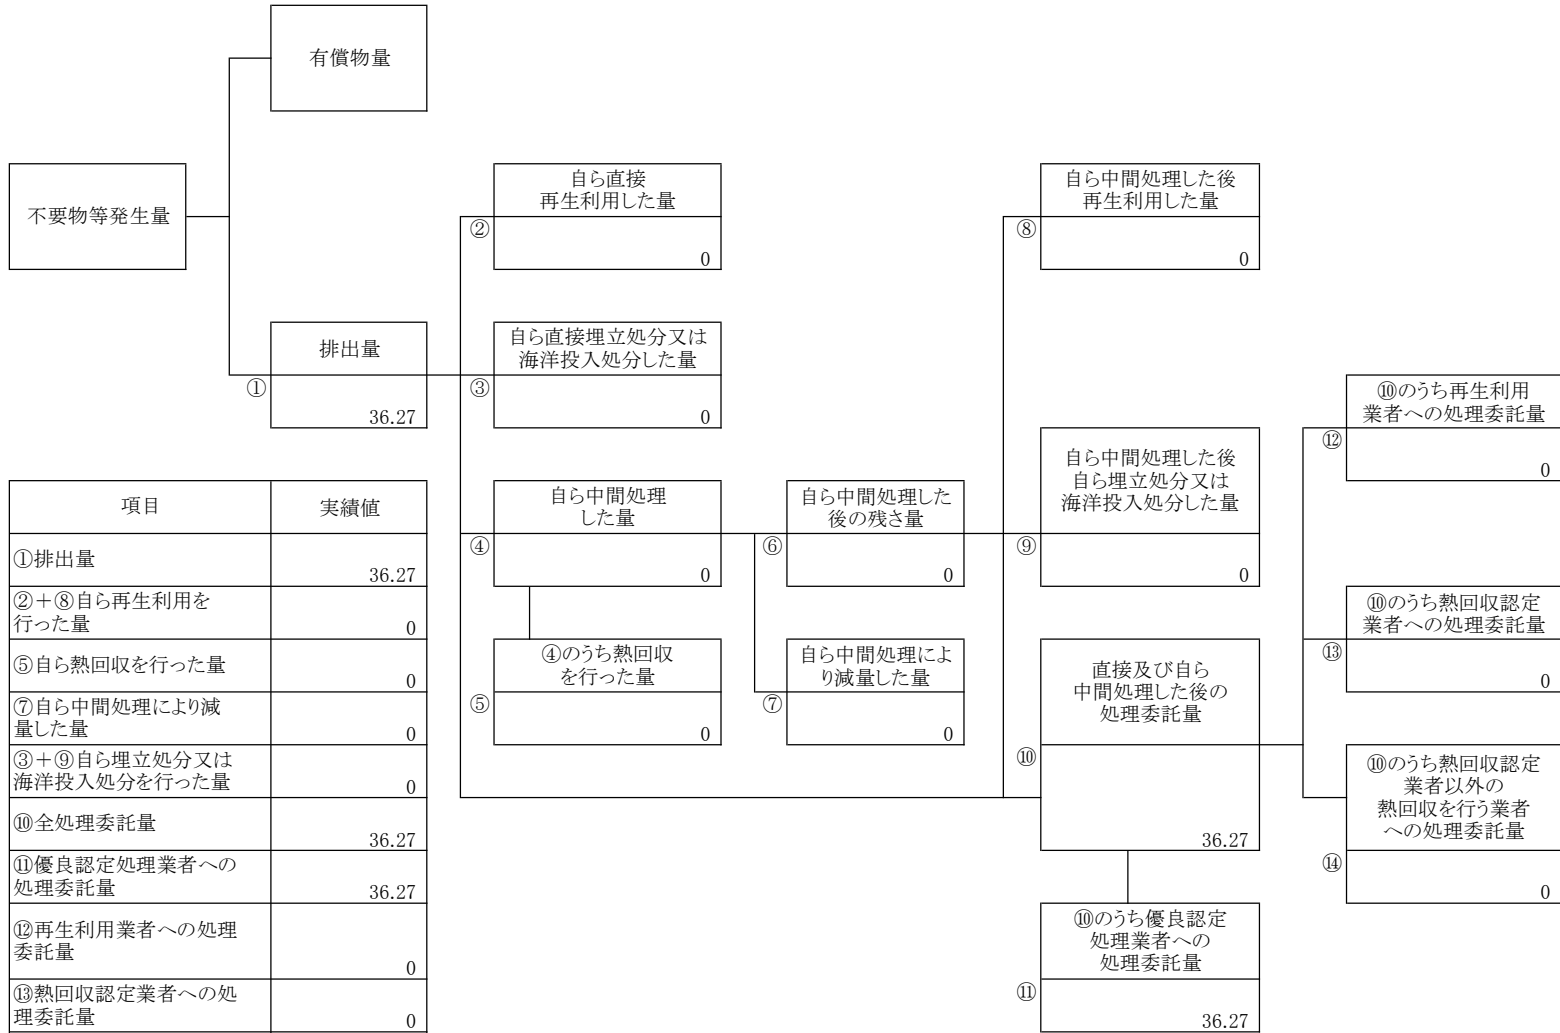 有償物量
不要物等発生量
自ら直接
再生利用した量
②
0
自ら中間処理した後
再生利用した量
⑧
0
排出量
①
36.27
自ら直接埋立処分又は
海洋投入処分した量
③
0
⑩のうち再生利用
業者への処理委託量
⑫
0
自ら中間処理
した量
④
0
自ら中間処理した
後の残さ量
⑥
0
自ら中間処理した後
自ら埋立処分又は
海洋投入処分した量
⑨
0
⑩のうち熱回収認定
業者への処理委託量
⑬
0
④のうち熱回収
を行った量
⑤
0
自ら中間処理によ
り減量した量
⑦
0
直接及び自ら
中間処理した後の
処理委託量
⑩
36.27
⑩のうち熱回収認定
業者以外の
熱回収を行う業者
への処理委託量
⑭
0
⑩のうち優良認定
処理業者への
処理委託量
⑪
36.27
項目 実績値
①排出量 36.27
②+⑧自ら再生利用を
行った量 0
⑤自ら熱回収を行った量 0
⑦自ら中間処理により減
量した量 0
③+⑨自ら埋立処分又は
海洋投入処分を行った量 0
⑩全処理委託量 36.27
⑪優良認定処理業者への
処理委託量 36.27
⑫再生利用業者への処理
委託量 0
⑬熱回収認定業者への処
理委託量 0